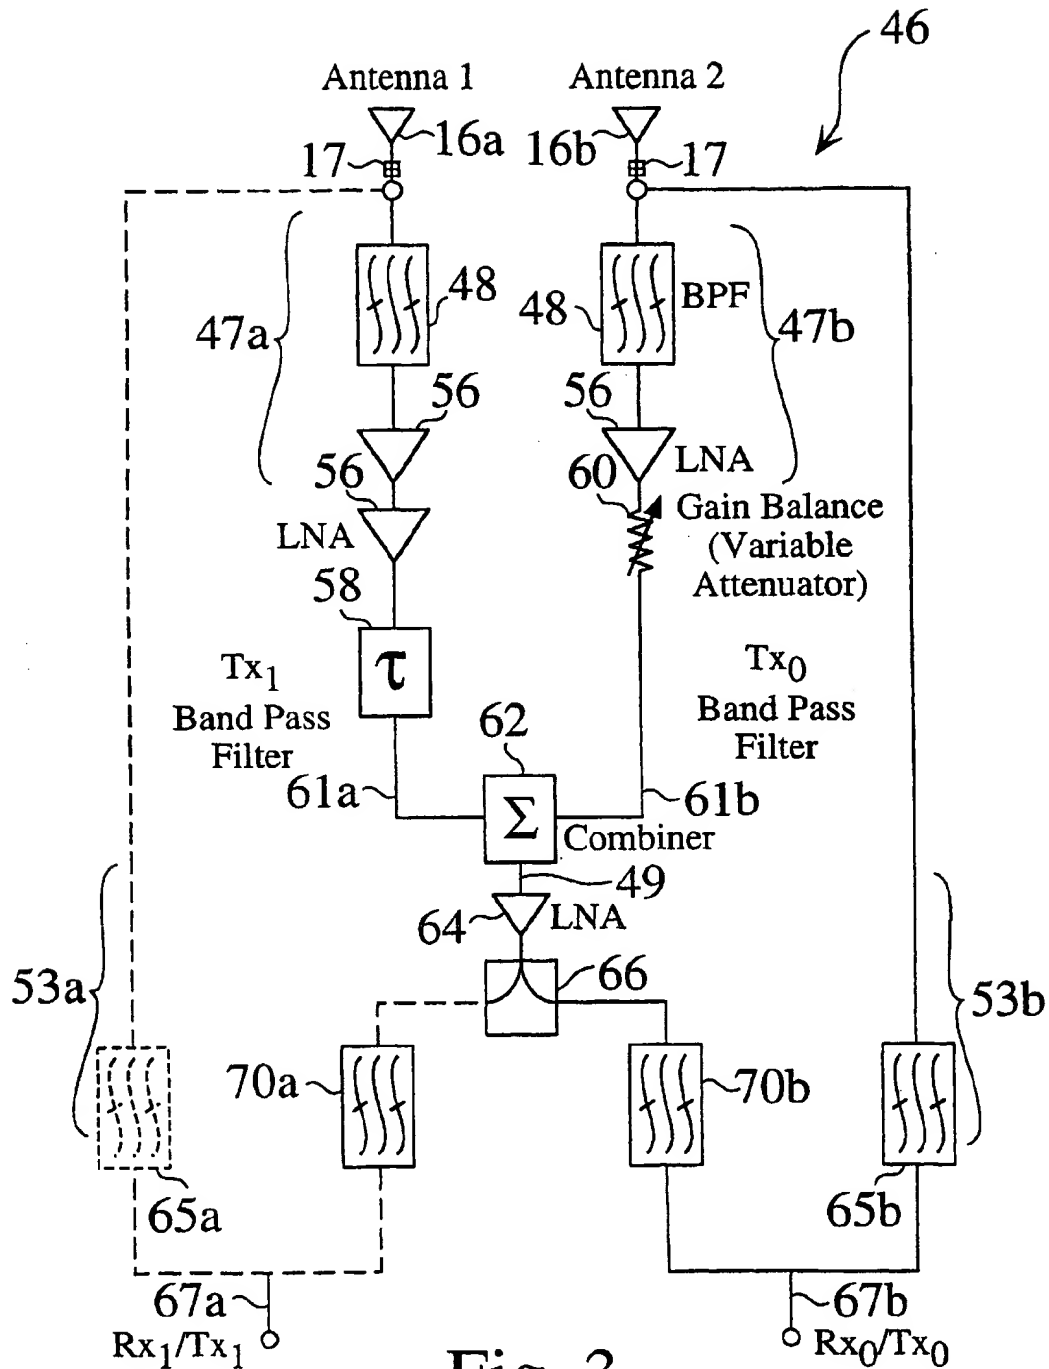 46
Antenna 1
Antenna 2
16a
16b
17
17
48
48
BPF
47a
47b
56
56
56
LNA
60
LNA
Gain Balance
(Variable
Attenuator)
58
τ
Tx1
Band Pass
Filter
Tx0
Band Pass
Filter
62
61a
61b
Σ
Combiner
49
64
LNA
53a
66
53b
70a
70b
65a
65b
67a
67b
Rx1/Tx1
Rx0/Tx0